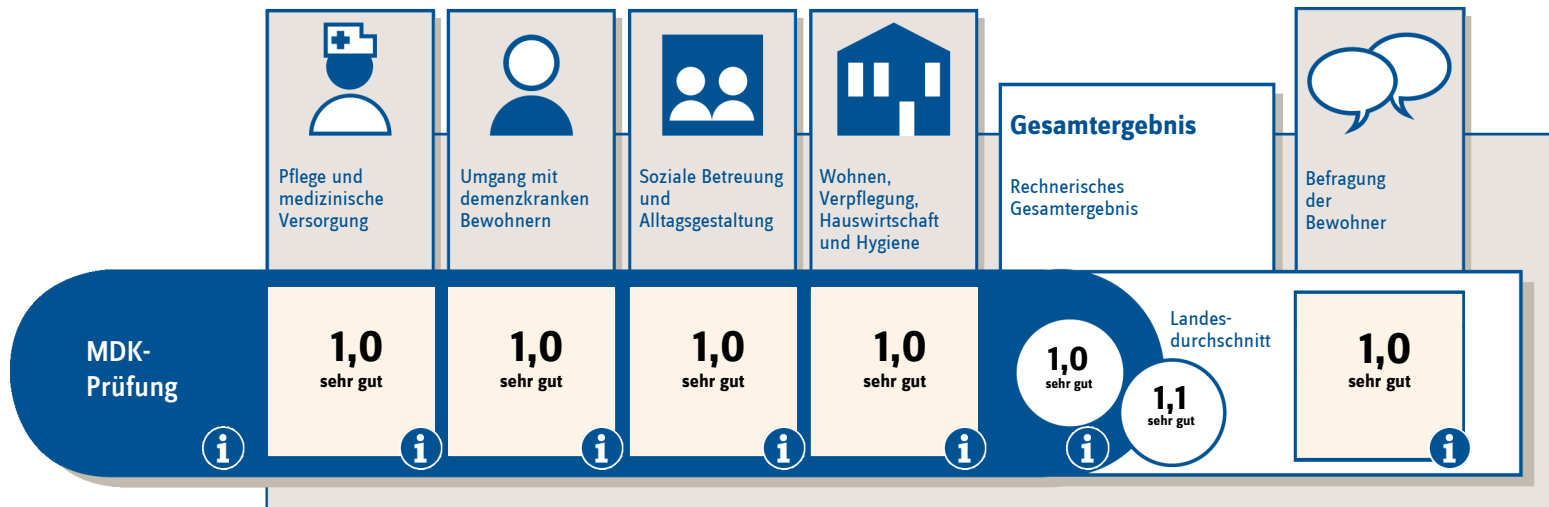 Pflege und
medizinische
Versorgung
Umgang mit
demenzkranken
Bewohnern
Soziale Betreuung
und
Alltagsgestaltung
Wohnen,
Verpflegung,
Hauswirtschaft
und Hygiene
Gesamtergebnis
Rechnerisches
Gesamtergebnis
Befragung
der
Bewohner
MDK-
Prüfung
i
1,0
sehr gut
i
1,0
sehr gut
i
1,0
sehr gut
i
1,0
sehr gut
i
1,0
sehr gut
i
Landes-
durchschnitt
1,1
sehr gut
1,0
sehr gut
i